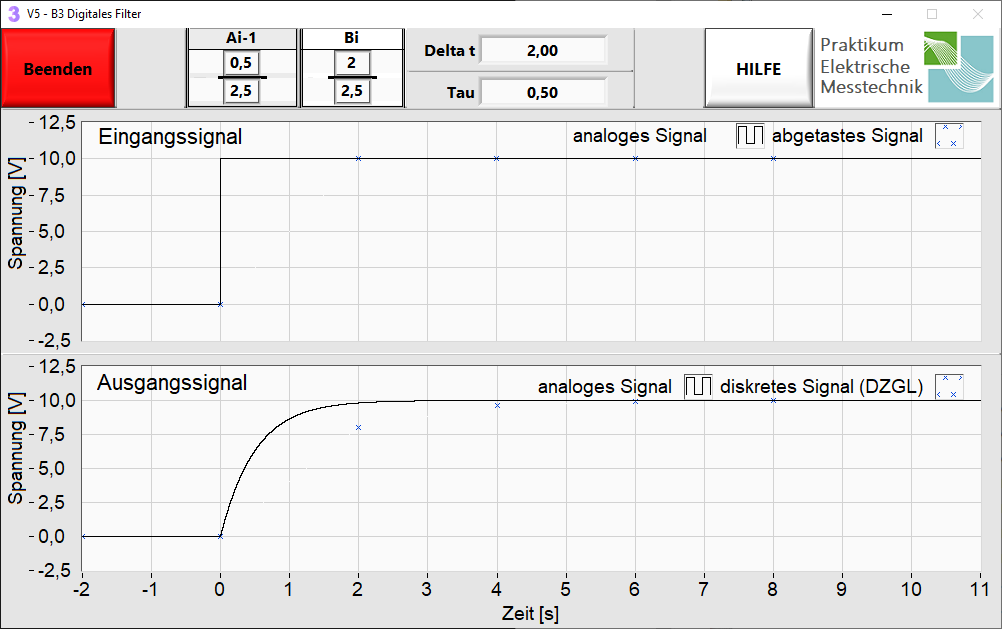 3 V5 - B3 Digitales Filter
Beenden
Ai-1
0,5
2,5
Bi
2
2,5
Delta t 2,00
Tau 0,50
HILFE
Praktikum
Elektrische
Messtechnik
Eingangssignal
analoges Signal
abgetastes Signal
Spannung [V]
12,5
10,0
7,5
5,0
2,5
0,0
-2,5
Ausgangssignal
analoges Signal
diskretes Signal (DZGL)
Spannung [V]
12,5
10,0
7,5
5,0
2,5
0,0
-2,5
-2 -1 0 1 2 3 4 5 6 7 8 9 10 11
Zeit [s]